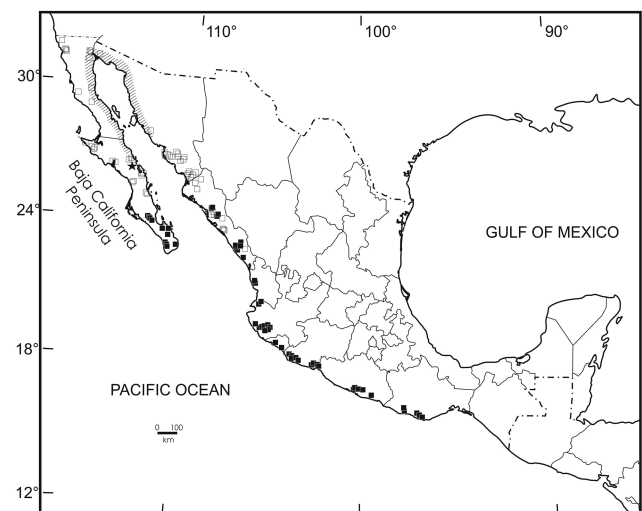 110°
100°
90°
30°
24°
18°
12°
Baja California
Peninsula
GULF OF MEXICO
PACIFIC OCEAN
0 100
km